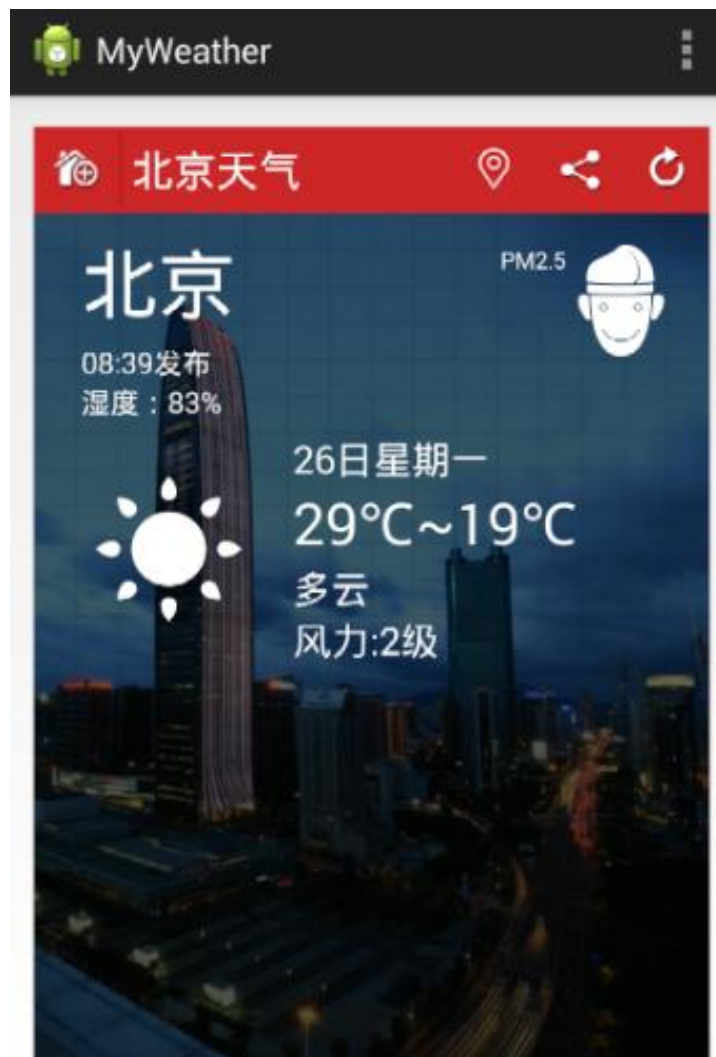 MyWeather
北京天气
北京
PM2.5
08:39发布
湿度：83%
26日星期一
29℃~19℃
多云
风力:2级